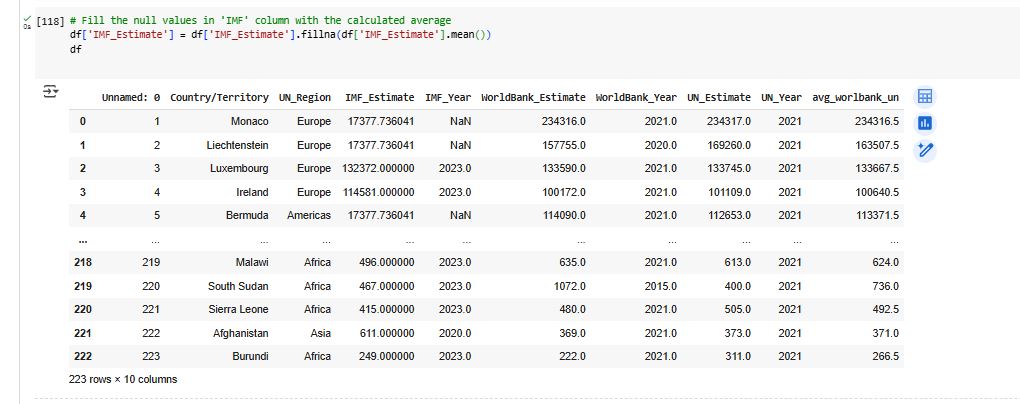 [118] # Fill the null values in 'IMF' column with the calculated average
0s
df['IMF_Estimate'] = df['IMF_Estimate'].fillna(df['IMF_Estimate'].mean())
df
Unnamed: 0 Country/Territory UN_Region IMF_Estimate IMF_Year WorldBank_Estimate WorldBank_Year UN_Estimate UN_Year avg_worlbank_un
0 1 Monaco Europe 17377.736041 NaN 234316.0 2021.0 234317.0 2021 234316.5
1 2 Liechtenstein Europe 17377.736041 NaN 157755.0 2020.0 169260.0 2021 163507.5
2 3 Luxembourg Europe 132372.000000 2023.0 133590.0 2021.0 133745.0 2021 133667.5
3 4 Ireland Europe 114581.000000 2023.0 100172.0 2021.0 101109.0 2021 100640.5
4 5 Bermuda Americas 17377.736041 NaN 114090.0 2021.0 112653.0 2021 113371.5
... ... ... ... ... ... ... ... ... ... ...
218 219 Malawi Africa 496.000000 2023.0 635.0 2021.0 613.0 2021 624.0
219 220 South Sudan Africa 467.000000 2023.0 1072.0 2015.0 400.0 2021 736.0
220 221 Sierra Leone Africa 415.000000 2023.0 480.0 2021.0 505.0 2021 492.5
221 222 Afghanistan Asia 611.000000 2020.0 369.0 2021.0 373.0 2021 371.0
222 223 Burundi Africa 249.000000 2023.0 222.0 2021.0 311.0 2021 266.5
223 rows × 10 columns